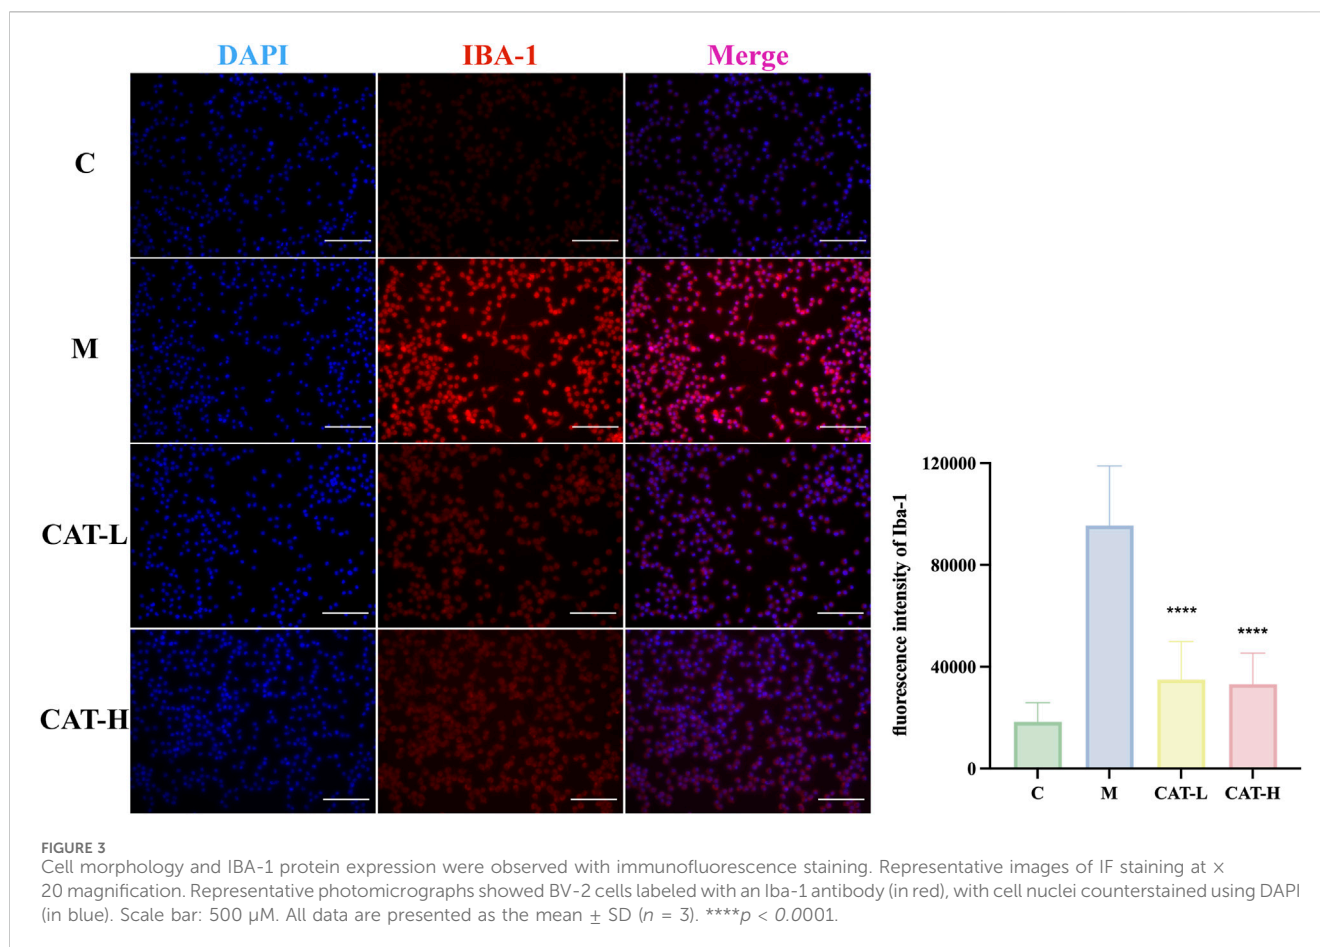 DAPI IBA-1 Merge
C
M
CAT-L
CAT-H
fluorescence intensity of Iba-1
120000
80000
40000
0
****
****
C M CAT-L CAT-H
FIGURE 3
Cell morphology and IBA-1 protein expression were observed with immunofluorescence staining. Representative images of IF staining at ×
20 magnification. Representative photomicrographs showed BV-2 cells labeled with an Iba-1 antibody (in red), with cell nuclei counterstained using DAPI
(in blue). Scale bar: 500 μM. All data are presented as the mean ± SD (n = 3). ****p < 0.0001.